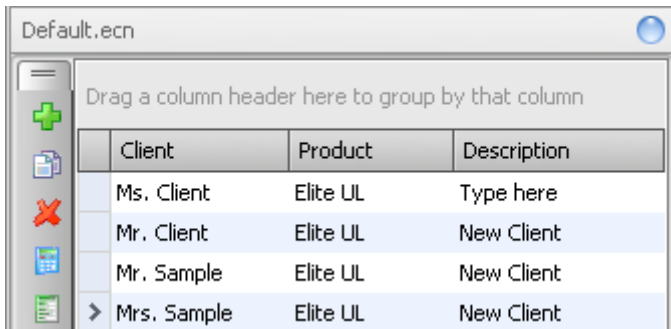 Default.ecn
Drag a column header here to group by that column
Client Product Description
Ms. Client Elite UL Type here
Mr. Client Elite UL New Client
Mr. Sample Elite UL New Client
Mrs. Sample Elite UL New Client